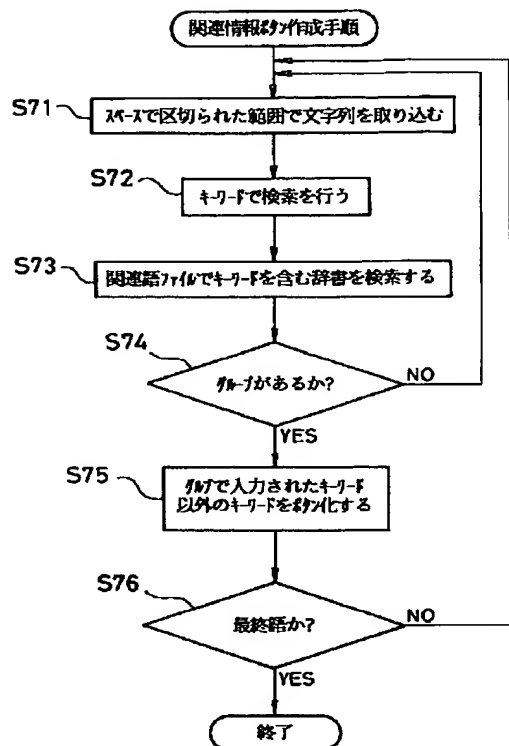 関連情報ボタン作成手順
S71
スペースで区切られた範囲で文字列を取り込む
S72
キーワードで検索を行う
S73
関連語ファイルでキーワードを含む辞書を検索する
S74
グループがあるか?
NO
YES
S75
グループで入力されたキーワード
以外のキーワードをボタン化する
S76
最終語か?
NO
YES
終了